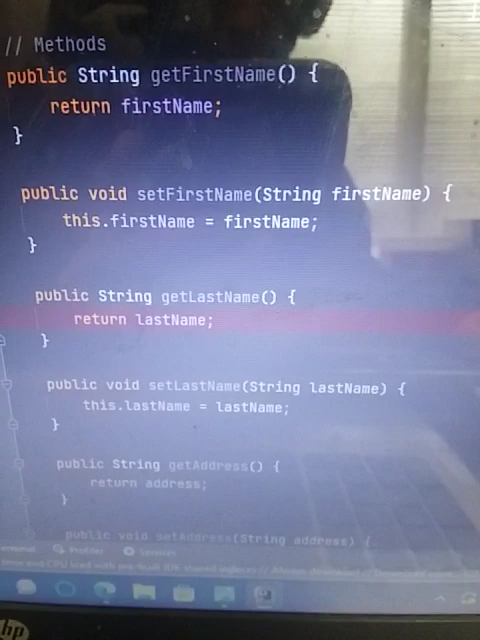 // Methods
public String getFirstName() {
return firstName;
}
public void setFirstName(String firstName) {
this.firstName = firstName;
}
public String getLastName() {
return lastName;
}
public void setLastName(String lastName) {
this.lastName = lastName;
}
public String getAddress() {
return address;
}
public void setAddress(String address) {
Profiler Services
hp